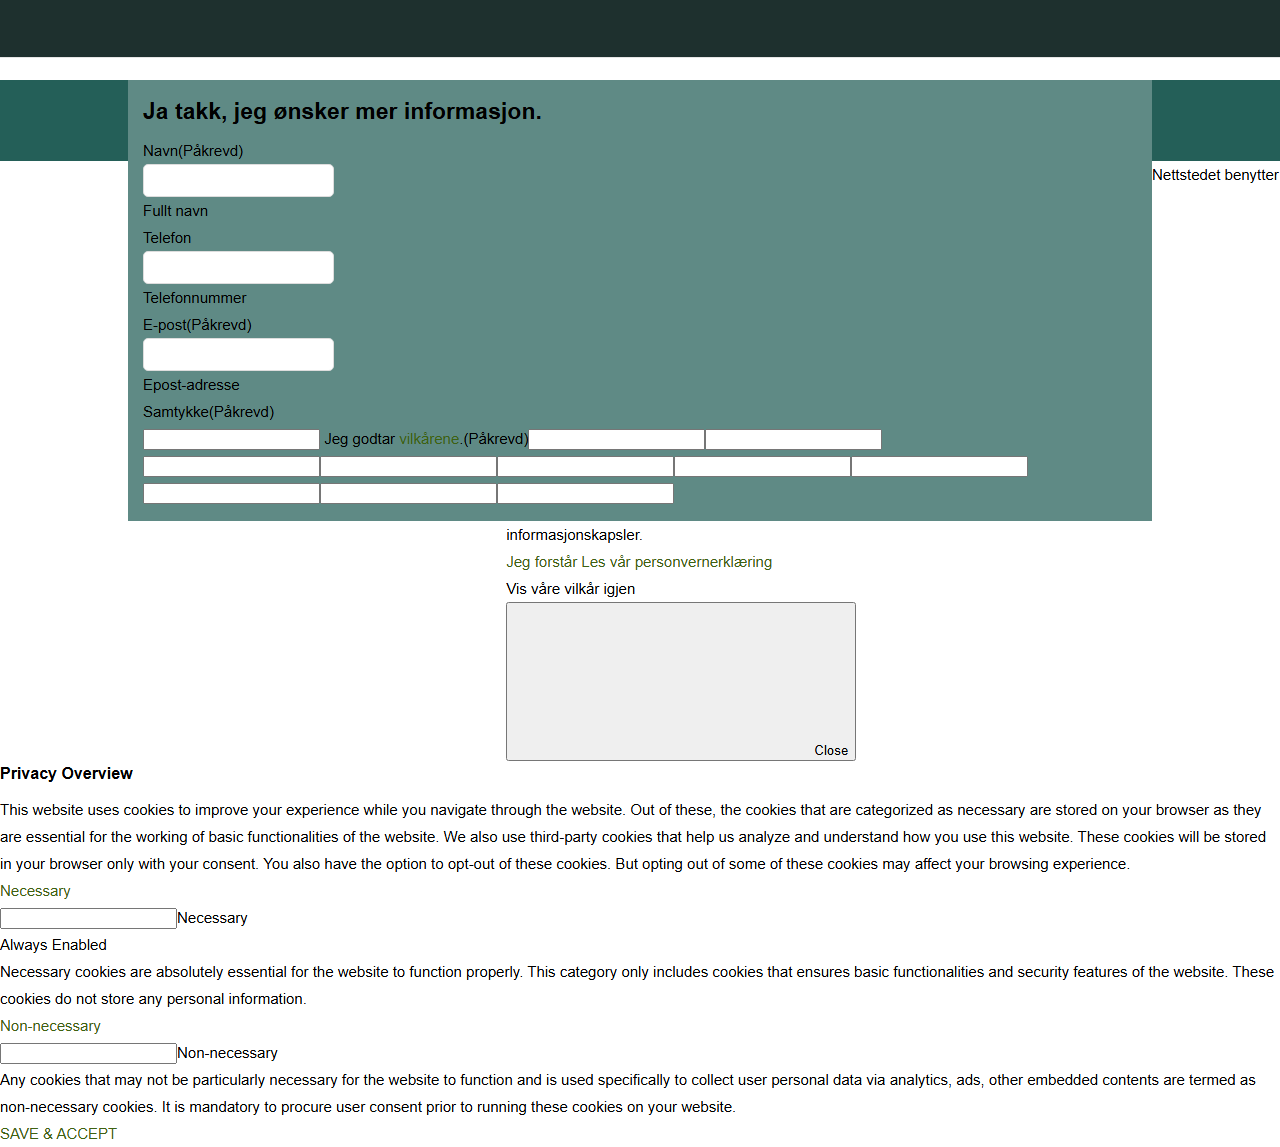 Ja takk, jeg ønsker mer informasjon.
Navn(Påkrevd)
Fullt navn
Telefon
Telefonnummer
E-post(Påkrevd)
Epost-adresse
Samtykke(Påkrevd)
Jeg godtar vilkårene.(Påkrevd)
Nettstedet benytter
informasjonskapsler.
Jeg forstår Les vår personvernerklæring
Vis våre vilkår igjen
Close
Privacy Overview
This website uses cookies to improve your experience while you navigate through the website. Out of these, the cookies that are categorized as necessary are stored on your browser as they
are essential for the working of basic functionalities of the website. We also use third-party cookies that help us analyze and understand how you use this website. These cookies will be stored
in your browser only with your consent. You also have the option to opt-out of these cookies. But opting out of some of these cookies may affect your browsing experience.
Necessary
Necessary
Always Enabled
Necessary cookies are absolutely essential for the website to function properly. This category only includes cookies that ensures basic functionalities and security features of the website. These
cookies do not store any personal information.
Non-necessary
Non-necessary
Any cookies that may not be particularly necessary for the website to function and is used specifically to collect user personal data via analytics, ads, other embedded contents are termed as
non-necessary cookies. It is mandatory to procure user consent prior to running these cookies on your website.
SAVE & ACCEPT